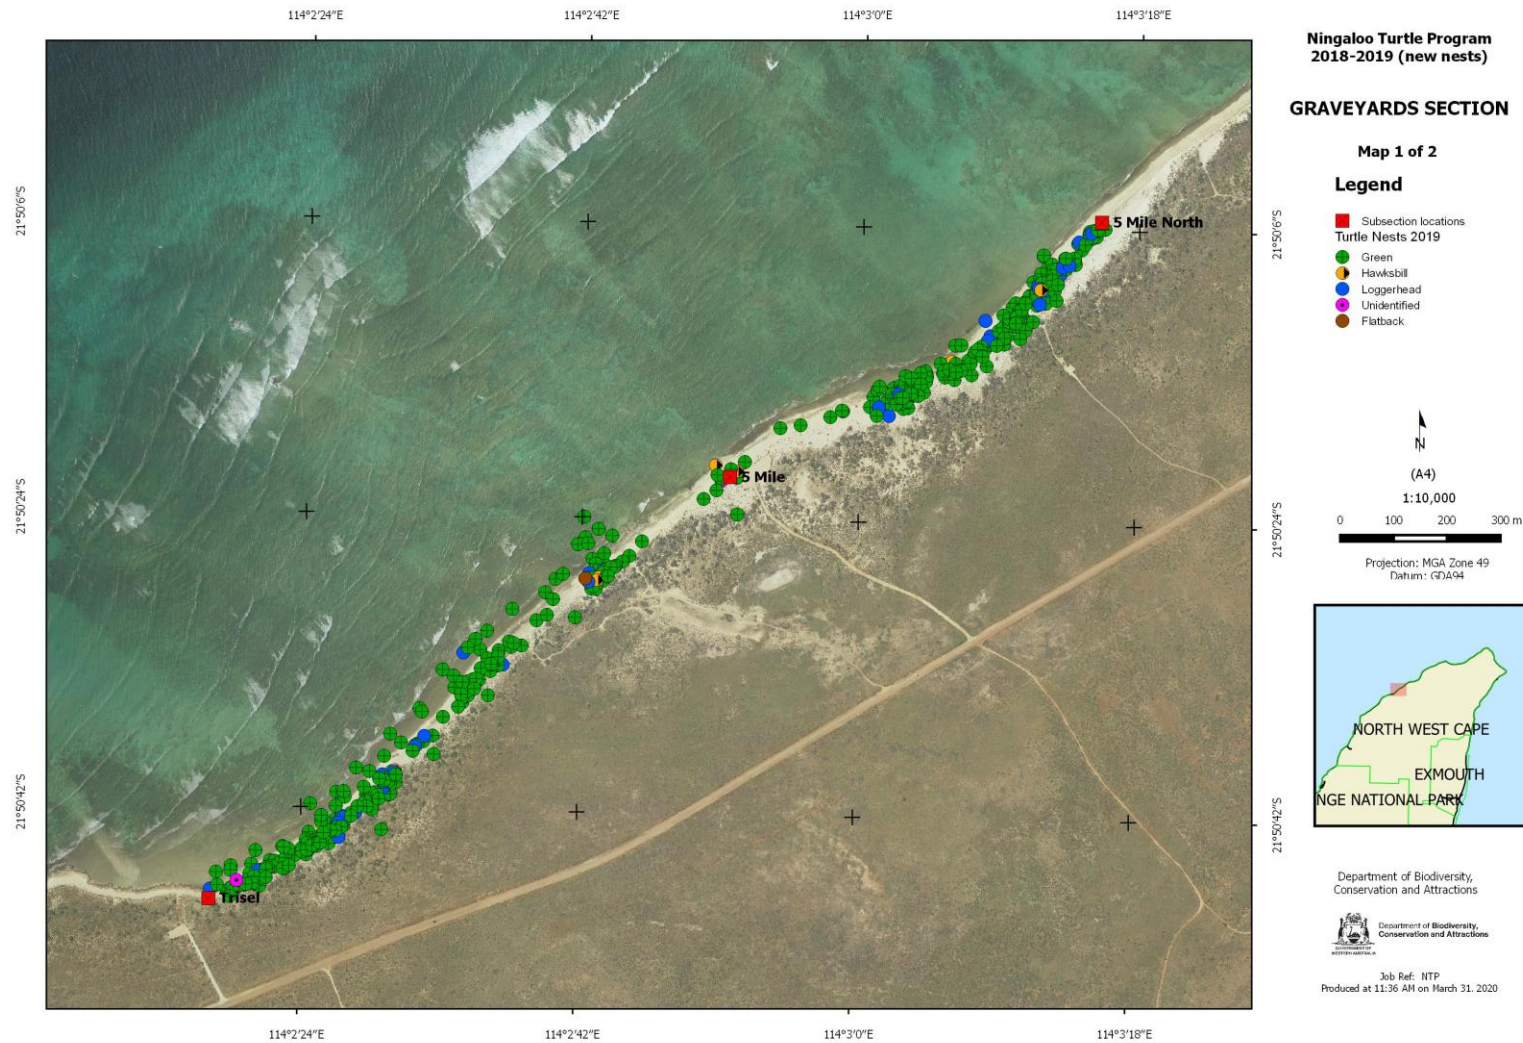 114°2'24"E
114°2'42"E
114°3'0"E
114°3'18"E
21°50'6"S
21°50'24"S
21°50'42"S
5 Mile North
5 Mile
Trisel
21°50'6"S
21°50'24"S
21°50'42"S
114°2'24"E
114°2'42"E
114°3'0"E
114°3'18"E
Ningaloo Turtle Program
2018-2019 (new nests)
GRAVEYARDS SECTION
Map 1 of 2
Legend
Subsection locations
Turtle Nests 2019
Green
Hawksbill
Loggerhead
Unidentified
Flatback
N
(A4)
1:10,000
0 100 200 300 m
Projection: MGA Zone 49
Datum: GDA94
NORTH WEST CAPE
EXMOUTH
NGE NATIONAL PARK
Department of Biodiversity,
Conservation and Attractions
Department of Biodiversity,
Conservation and Attractions
GOVERNMENT OF
WESTERN AUSTRALIA
Job Ref: NTP
Produced at 11:36 AM on March 31, 2020